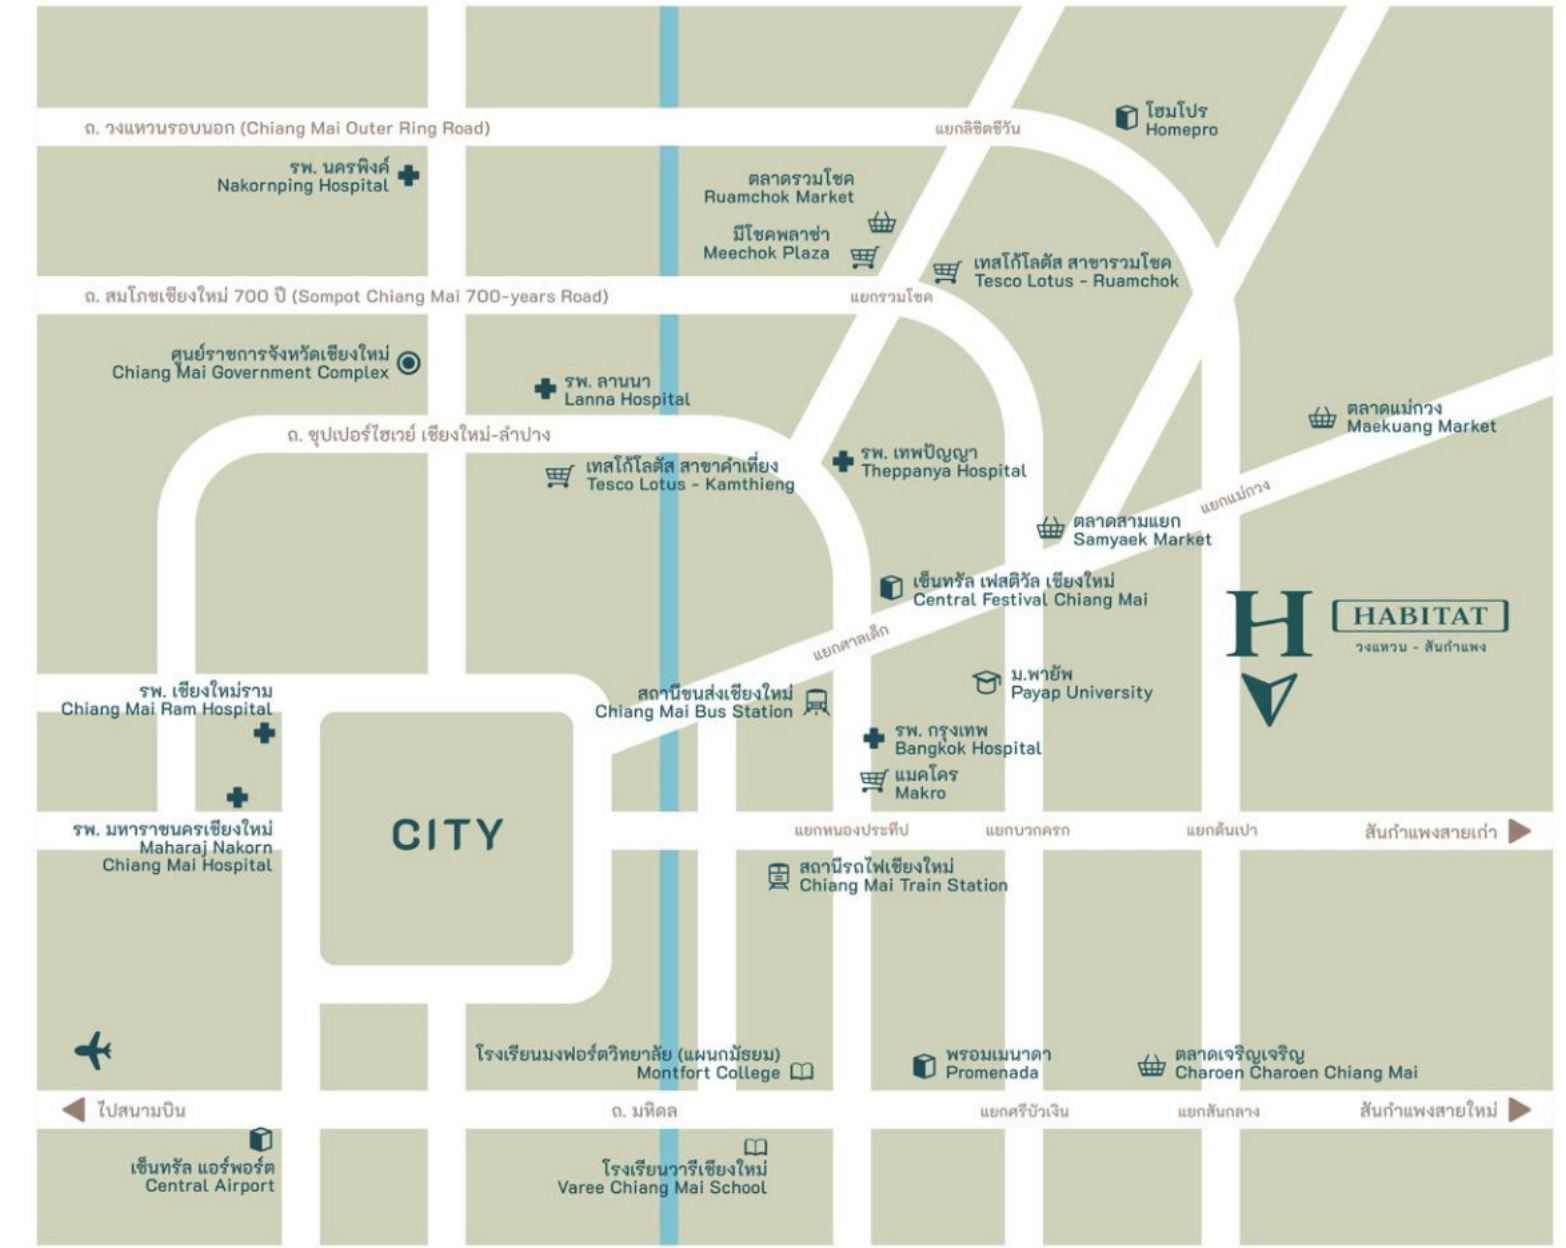 ถ. วงแหวนรอบนอก (Chiang Mai Outer Ring Road)
แยกลิขิตชีวัน
โฮมโปร
Homepro
รพ. นครพิงค์
Nakornping Hospital
ตลาดรวมโชค
Ruamchok Market
มีโชคพลาซ่า
Meechok Plaza
เทสโก้โลตัส สาขารวมโชค
Tesco Lotus - Ruamchok
ถ. สมโภชเชียงใหม่ 700 ปี (Sompot Chiang Mai 700-years Road)
แยกรวมโชค
ศูนย์ราชการจังหวัดเชียงใหม่
Chiang Mai Government Complex
รพ. ลานนา
Lanna Hospital
ตลาดแม่กวง
Maekuang Market
ถ. ซุปเปอร์ไฮเวย์ เชียงใหม่-ลำปาง
รพ. เทพปัญญา
Theppanya Hospital
เทสโก้โลตัส สาขาคำเที่ยง
Tesco Lotus - Kamthieng
แยกแม่กวง
ตลาดสามแยก
Samyaek Market
เซ็นทรัล เฟสติวัล เชียงใหม่
Central Festival Chiang Mai
แยกศาลเด็ก
H
HABITAT
วงแหวน - สันกำแพง
ม.พายัพ
Payap University
รพ. เชียงใหม่ราม
Chiang Mai Ram Hospital
สถานีขนส่งเชียงใหม่
Chiang Mai Bus Station
รพ. กรุงเทพ
Bangkok Hospital
แมคโคร
Makro
รพ. มหาราชนครเชียงใหม่
Maharaj Nakorn
Chiang Mai Hospital
CITY
แยกหนองประทีป
แยกบวกครก
แยกต้นเปา
สันกำแพงสายเก่า
สถานีรถไฟเชียงใหม่
Chiang Mai Train Station
โรงเรียนมงฟอร์ตวิทยาลัย (แผนกมัธยม)
Montfort College
พรอมเมนาดา
Promenada
ตลาดเจริญเจริญ
Charoen Charoen Chiang Mai
ไปสนามบิน
ถ. มหิดล
แยกศรีบัวเงิน
แยกสันกลาง
สันกำแพงสายใหม่
เซ็นทรัล แอร์พอร์ต
Central Airport
โรงเรียนวารีเชียงใหม่
Varee Chiang Mai School